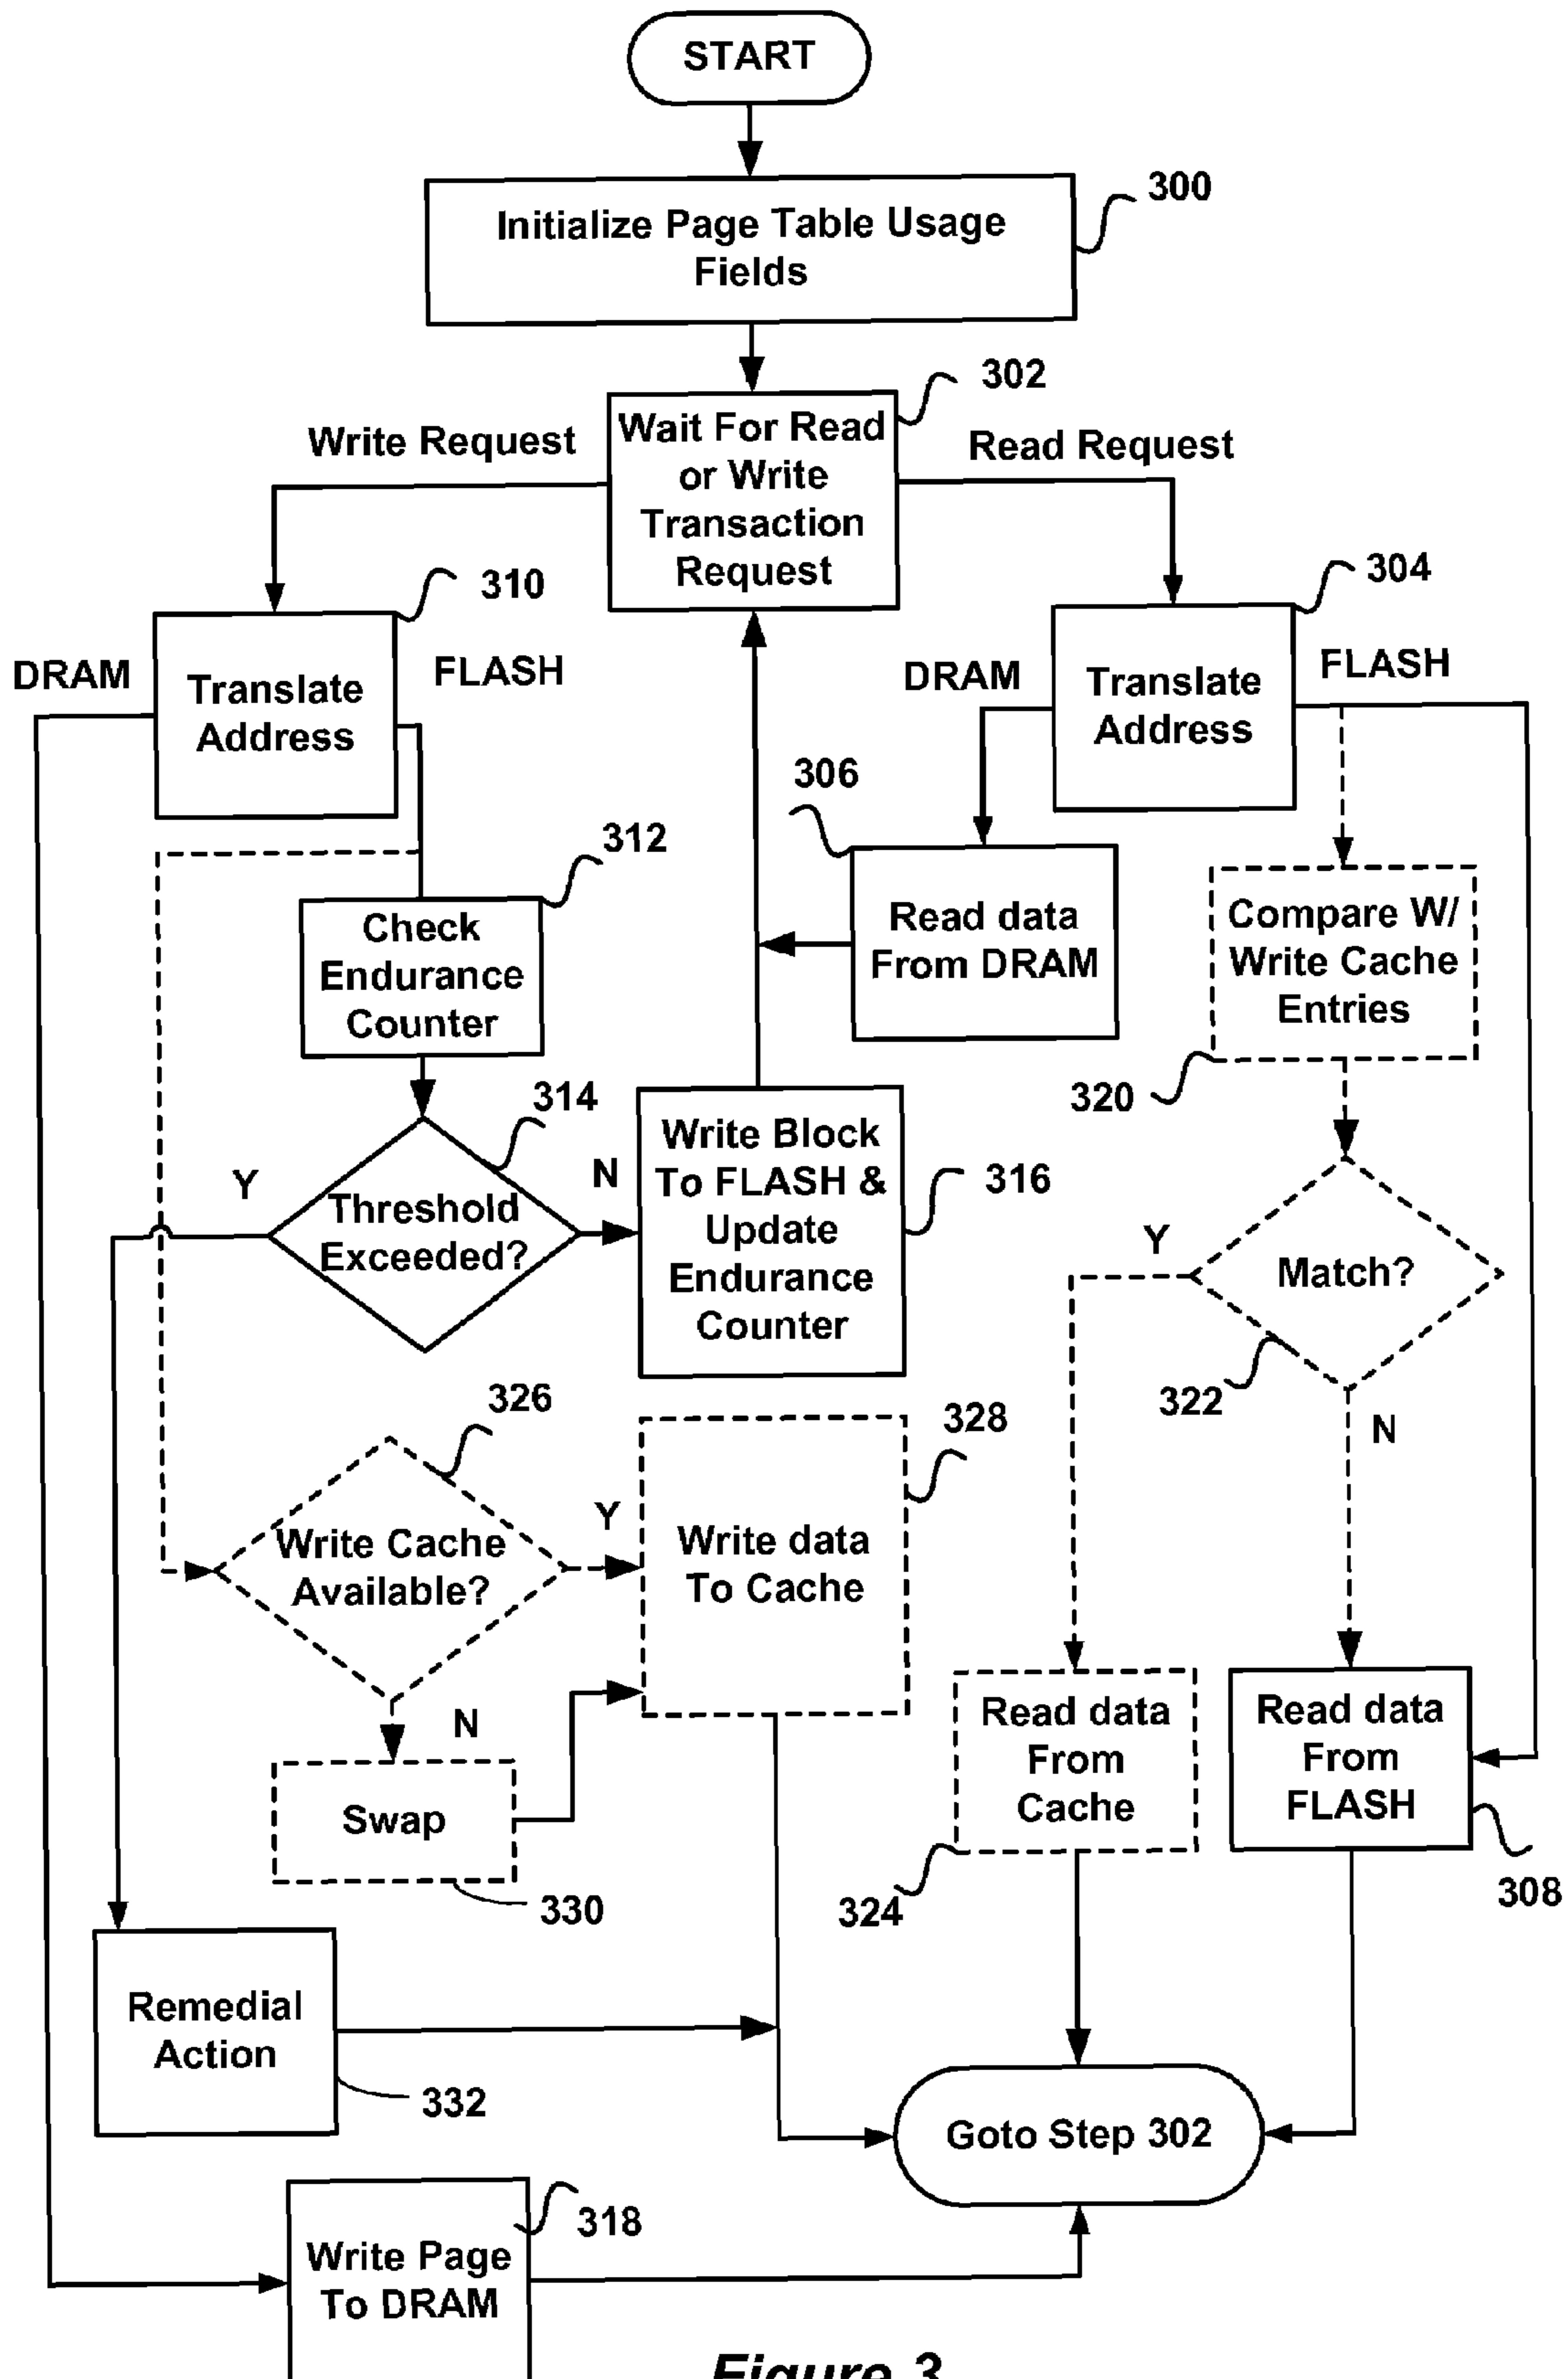 START
Initialize Page Table Usage
Fields
300
302
Wait For Read
or Write
Transaction
Request
Write Request
Read Request
310
304
DRAM
Translate
Address
FLASH
DRAM
Translate
Address
FLASH
306
312
Check
Endurance
Counter
Read data
From DRAM
Compare W/
Write Cache
Entries
320
314
Y
Threshold
Exceeded?
N
Write Block
To FLASH &
Update
Endurance
Counter
316
Y
Match?
322
N
326
328
Write Cache
Available?
Y
Write data
To Cache
N
Swap
330
Read data
From
Cache
324
Read data
From
FLASH
308
Remedial
Action
332
Goto Step 302
318
Write Page
To DRAM
Figure 3